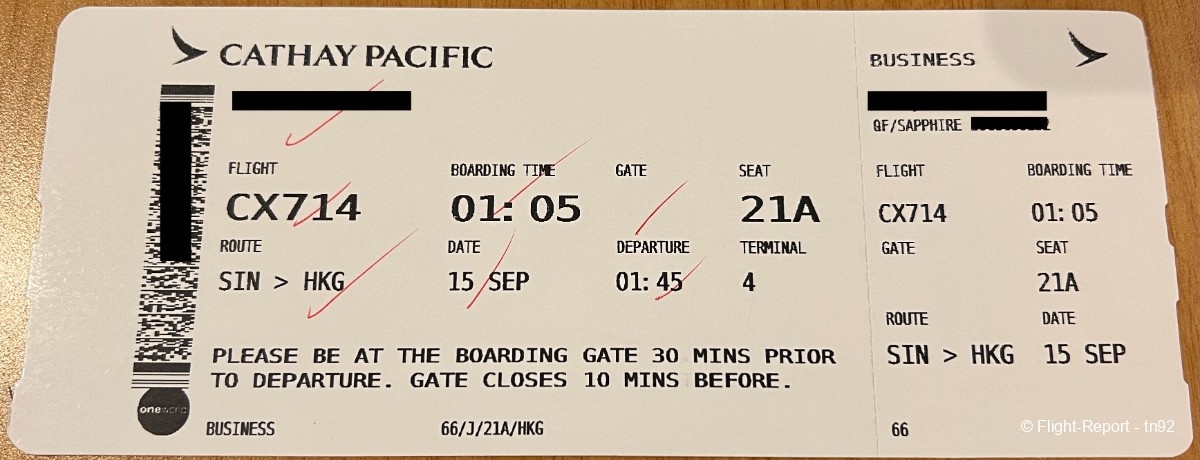 CATHAY PACIFIC
FLIGHT BOARDING TIME GATE SEAT
CX714 01:05 21A
ROUTE DATE DEPARTURE TERMINAL
SIN > HKG 15 SEP 01:45 4
PLEASE BE AT THE BOARDING GATE 30 MINS PRIOR
TO DEPARTURE. GATE CLOSES 10 MINS BEFORE.
oneworld
BUSINESS 66/J/21A/HKG
BUSINESS
QF/SAPPHIRE
FLIGHT BOARDING TIME
CX714 01:05
GATE SEAT
21A
ROUTE DATE
SIN > HKG 15 SEP
66
© Flight-Report - tn92